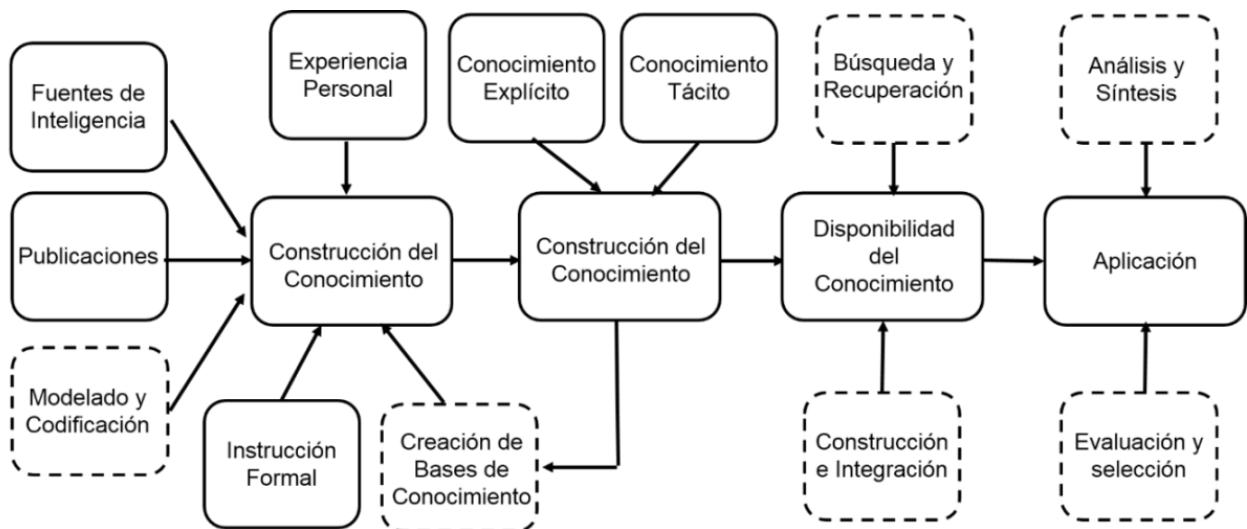 Fuentes de
Inteligencia
Experiencia
Personal
Conocimiento
Explícito
Conocimiento
Tácito
Búsqueda y
Recuperación
Análisis y
Síntesis
Publicaciones
Construcción del
Conocimiento
Construcción del
Conocimiento
Disponibilidad
del
Conocimiento
Aplicación
Modelado y
Codificación
Instrucción
Formal
Creación de
Bases de
Conocimiento
Construcción
e Integración
Evaluación y
selección